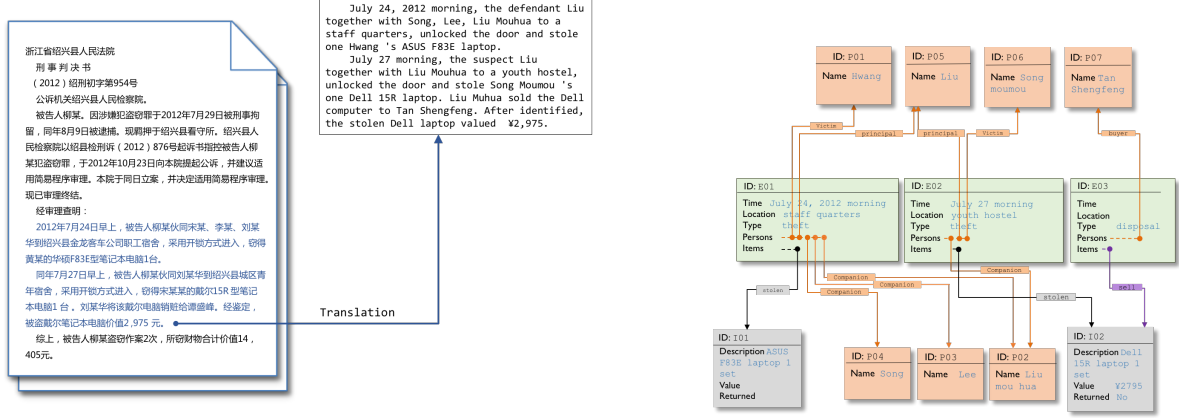 浙江省绍兴县人民法院
刑 事 判 决 书
（2012）绍刑初字第954号
公诉机关绍兴县人民检察院。
被告人柳某。因涉嫌犯盗窃罪于2012年7月29日被刑事拘
留，同年8月9日被逮捕。现羁押于绍兴县看守所。绍兴县人
民检察院以绍县检刑诉（2012）876号起诉书指控被告人柳
某犯盗窃罪，于2012年10月23日向本院提起公诉，并建议适
用简易程序审理。本院于同日立案，并决定适用简易程序审理。
现已审理终结。
经审理查明：
2012年7月24日早上，被告人柳某伙同宋某、李某、刘某
华到绍兴县金龙客车公司职工宿舍，采用开锁方式进入，窃得
黄某的华硕F83E型笔记本电脑1台。
同年7月27日早上，被告人柳某伙同刘某华到绍兴县城区青
年宿舍，采用开锁方式进入，窃得宋某某的戴尔15R 型笔记
本电脑1 台 。刘某华将该戴尔电脑销赃给谭盛峰。经鉴定，
被盗戴尔笔记本电脑价值2 ,975 元。
综上，被告人柳某盗窃作案2次，所窃财物合计价值14，
405元。
July 24, 2012 morning, the defendant Liu
together with Song, Lee, Liu Mouhua to a
staff quarters, unlocked the door and stole
one Hwang 's ASUS F83E laptop.
July 27 morning, the suspect Liu
together with Liu Mouhua to a youth hostel,
unlocked the door and stole Song Moumou 's
one Dell 15R laptop. Liu Muhua sold the Dell
computer to Tan Shengfeng. After identified,
the stolen Dell laptop valued ¥2,975.
Translation
ID: P01
Name Hwang
ID: P05
Name Liu
ID: P06
Name Song
moumou
ID: P07
Name Tan
Shengfeng
Victim
principal
principal
Victim
buyer
ID: E01
Time July 24, 2012 morning
Location staff quarters
Type theft
Persons
Items
ID: E02
Time July 27 morning
Location youth hostel
Type theft
Persons
Items
ID: E03
Time
Location
Type disposal
Persons
Items
stolen
Companion
Companion
Companion
Companion
stolen
sell
ID: I01
Description ASUS
F83E laptop 1
set
Value
Returned
ID: P04
Name Song
ID: P03
Name Lee
ID: P02
Name Liu
mou hua
ID: I02
Description Dell
15R laptop 1
set
Value ¥2795
Returned No